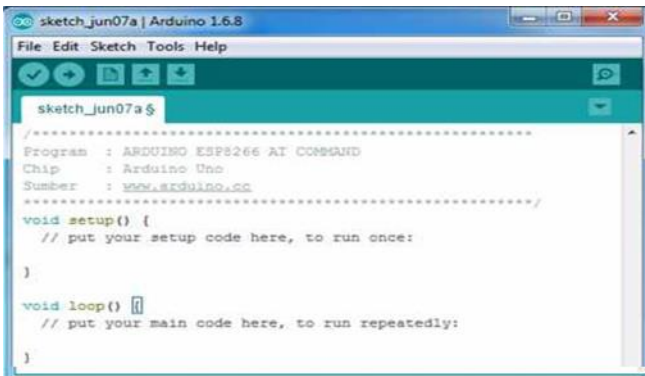 sketch_jun07a | Arduino 1.6.8
File Edit Sketch Tools Help
sketch_jun07a §
/*******************************************************
Program : ARDUINO ESP8266 AT COMMAND
Chip : Arduino Uno
Sumber : www.arduino.cc
*******************************************************/
void setup() {
// put your setup code here, to run once:
}
void loop() {
// put your main code here, to run repeatedly:
}